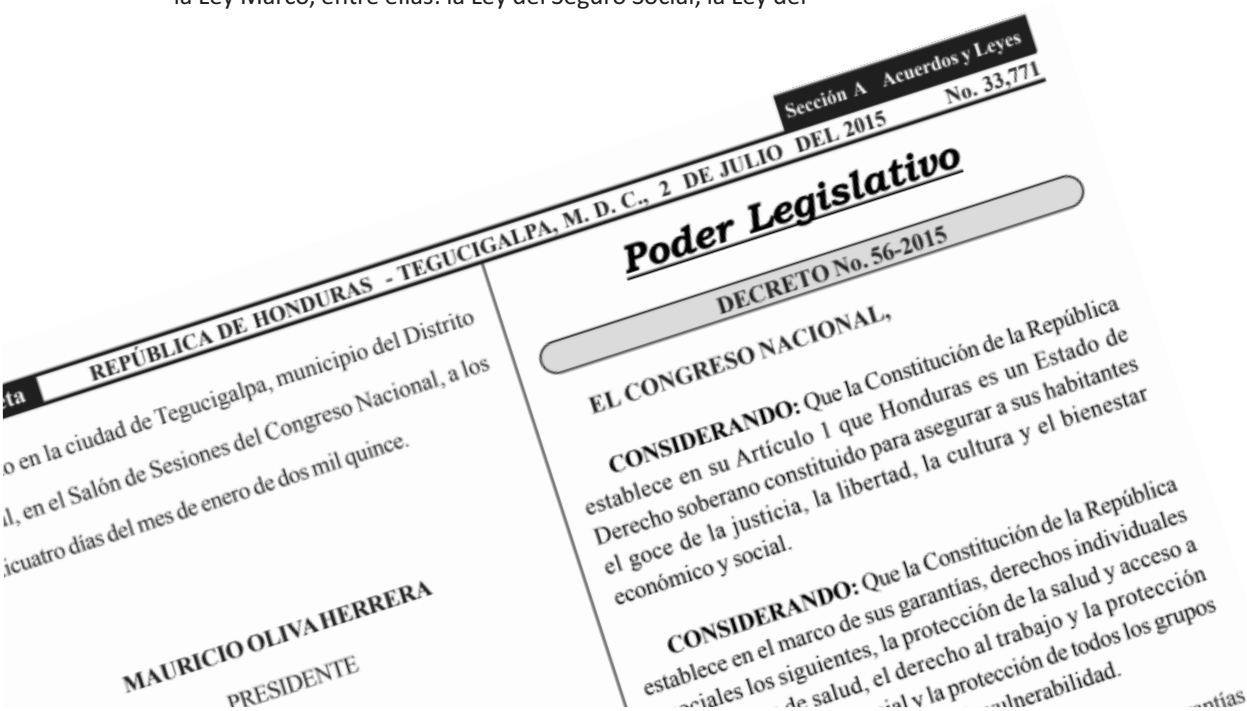 la Ley Marco, entre ellas: la Ley del Seguro Social, la Ley del
Sección A Acuerdos y Leyes
REPÚBLICA DE HONDURAS - TEGUCIGALPA, M. D. C., 2 DE JULIO DEL 2015 No. 33,771
en la ciudad de Tegucigalpa, municipio del Distrito
en el Salón de Sesiones del Congreso Nacional, a los
días del mes de enero de dos mil quince.
MAURICIO OLIVA HERRERA
PRESIDENTE
Poder Legislativo
DECRETO No. 56-2015
EL CONGRESO NACIONAL,
CONSIDERANDO: Que la Constitución de la República
establece en su Artículo 1 que Honduras es un Estado de
Derecho soberano constituido para asegurar a sus habitantes
el goce de la justicia, la libertad, la cultura y el bienestar
económico y social.
CONSIDERANDO: Que la Constitución de la República
establece en el marco de sus garantías, derechos individuales
los siguientes, la protección de la salud y acceso a
de salud, el derecho al trabajo y la protección
y la protección de todos los grupos